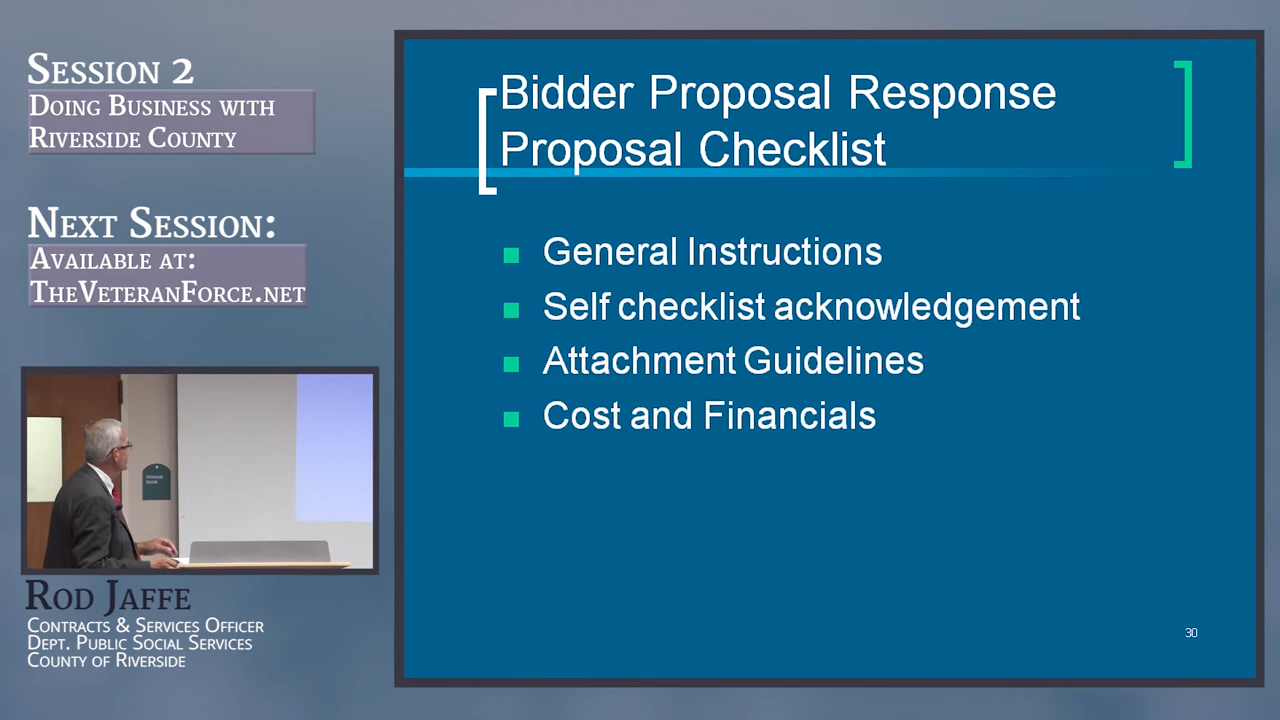 Session 2
Doing Business with
Riverside County
Next Session:
Available at:
TheVeteranForce.net
Rod Jaffe
Contracts & Services Officer
Dept. Public Social Services
County of Riverside
Bidder Proposal Response
Proposal Checklist
General Instructions
Self checklist acknowledgement
Attachment Guidelines
Cost and Financials
30